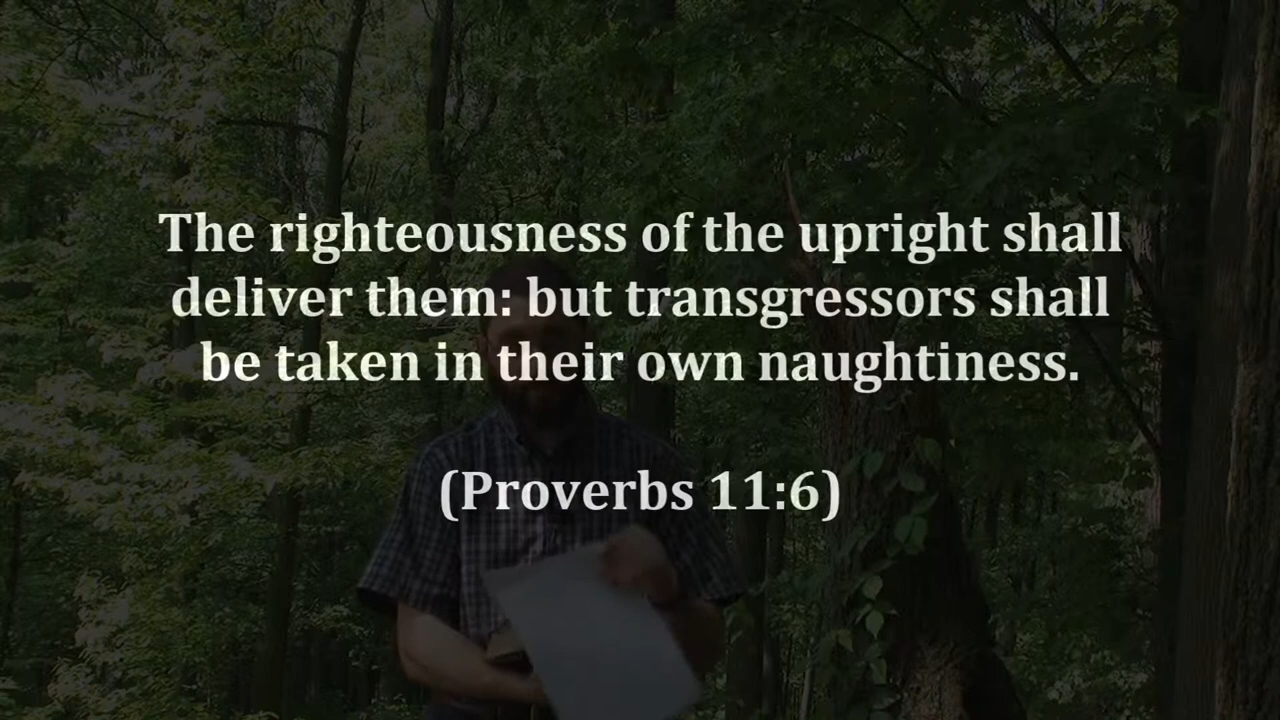 The righteousness of the upright shall
deliver them: but transgressors shall
be taken in their own naughtiness.
(Proverbs 11:6)